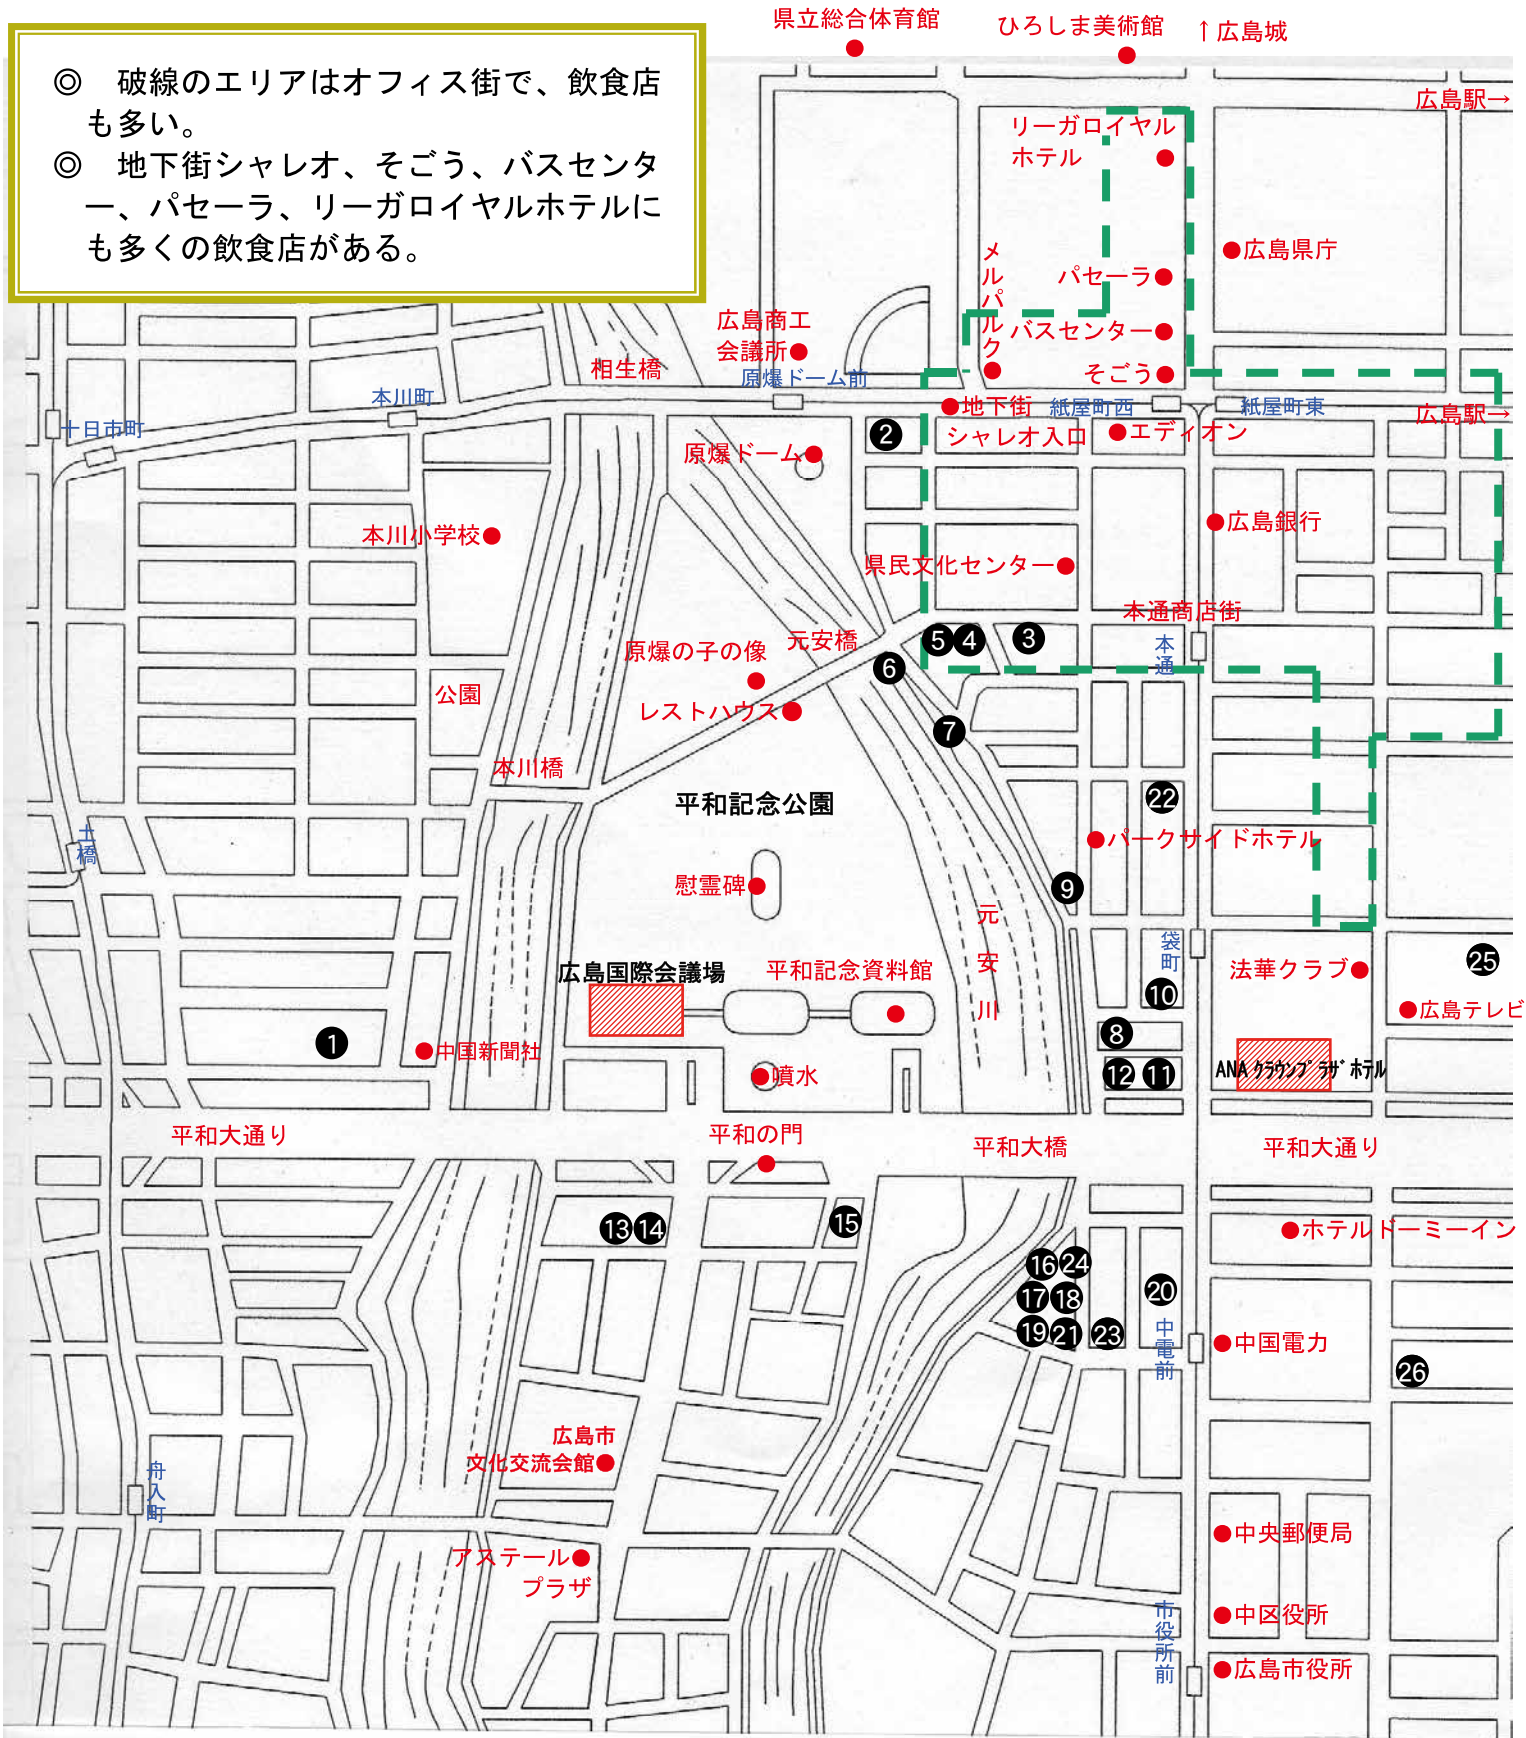 県立総合体育館
ひろしま美術館
↑広島城
◎　破線のエリアはオフィス街で、飲食店
も多い。
◎　地下街シャレオ、そごう、バスセンタ
ー、パセーラ、リーガロイヤルホテルに
も多くの飲食店がある。
広島駅→
リーガロイヤル
ホテル
広島県庁
メルパルク
パセーラ
バスセンター
そごう
広島商工
会議所
相生橋
原爆ドーム前
本川町
十日市町
地下街
シャレオ入口
紙屋町西
紙屋町東
広島駅→
エディオン
2
原爆ドーム
本川小学校
広島銀行
県民文化センター
本通商店街
本通
元安橋
原爆の子の像
5
4
3
6
レストハウス
公園
7
本川橋
平和記念公園
22
土橋
パークサイドホテル
慰霊碑
9
元安川
袋町
法華クラブ
25
広島国際会議場
平和記念資料館
10
広島テレビ
8
1
中国新聞社
噴水
12
11
ANA クラウンプラザホテル
平和大通り
平和の門
平和大橋
平和大通り
13
14
15
ホテルドーミーイン
16
24
17
18
20
19
21
23
中電前
中国電力
26
広島市
文化交流会館
舟入町
アステール
プラザ
中央郵便局
中区役所
市役所前
広島市役所